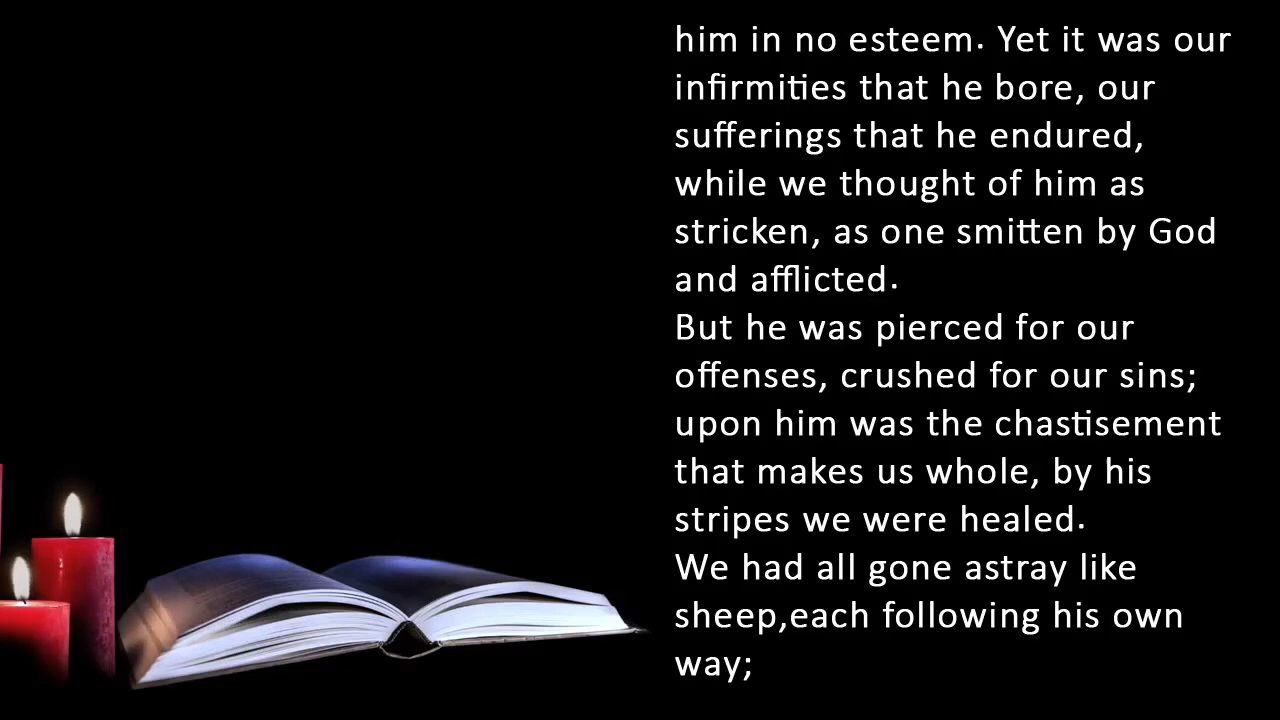 him in no esteem. Yet it was our
infirmities that he bore, our
sufferings that he endured,
while we thought of him as
stricken, as one smitten by God
and afflicted.
But he was pierced for our
offenses, crushed for our sins;
upon him was the chastisement
that makes us whole, by his
stripes we were healed.
We had all gone astray like
sheep,each following his own
way;